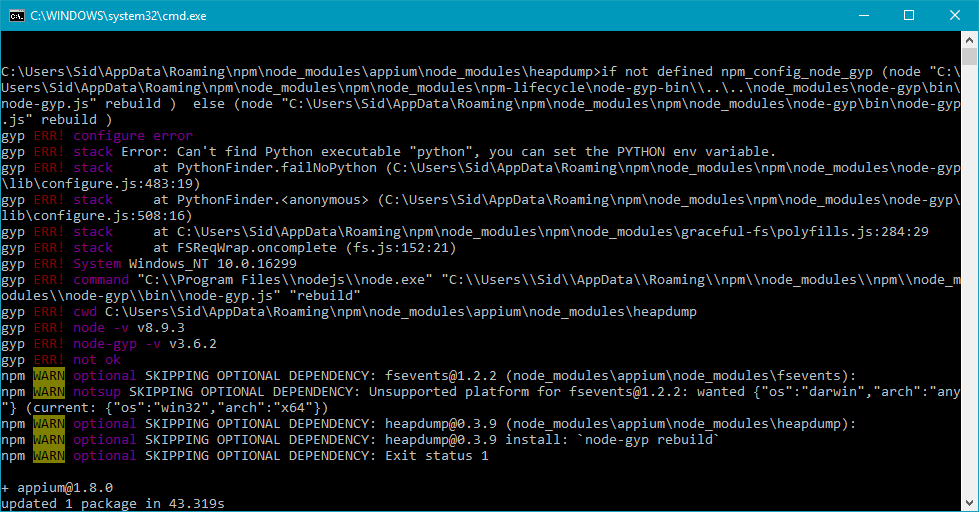 C:\WINDOWS\system32\cmd.exe
C:\Users\Sid\AppData\Roaming\npm\node_modules\appium\node_modules\heapdump>if not defined npm_config_node_gyp (node "C:\
Users\Sid\AppData\Roaming\npm\node_modules\npm\node_modules\npm-lifecycle\node-gyp-bin\\..\..\node_modules\node-gyp\bin\
node-gyp.js" rebuild )  else (node "C:\Users\Sid\AppData\Roaming\npm\node_modules\npm\node_modules\node-gyp\bin\node-gyp
.js" rebuild )
gyp ERR! configure error
gyp ERR! stack Error: Can't find Python executable "python", you can set the PYTHON env variable.
gyp ERR! stack     at PythonFinder.failNoPython (C:\Users\Sid\AppData\Roaming\npm\node_modules\npm\node_modules\node-gyp
\lib\configure.js:483:19)
gyp ERR! stack     at PythonFinder.<anonymous> (C:\Users\Sid\AppData\Roaming\npm\node_modules\npm\node_modules\node-gyp\
lib\configure.js:508:16)
gyp ERR! stack     at C:\Users\Sid\AppData\Roaming\npm\node_modules\npm\node_modules\graceful-fs\polyfills.js:284:29
gyp ERR! stack     at FSReqWrap.oncomplete (fs.js:152:21)
gyp ERR! System Windows_NT 10.0.16299
gyp ERR! command "C:\\Program Files\\nodejs\\node.exe" "C:\\Users\\Sid\\AppData\\Roaming\\npm\\node_modules\\npm\\node_m
odules\\node-gyp\\bin\\node-gyp.js" "rebuild"
gyp ERR! cwd C:\Users\Sid\AppData\Roaming\npm\node_modules\appium\node_modules\heapdump
gyp ERR! node -v v8.9.3
gyp ERR! node-gyp -v v3.6.2
gyp ERR! not ok
npm WARN optional SKIPPING OPTIONAL DEPENDENCY: fsevents@1.2.2 (node_modules\appium\node_modules\fsevents):
npm WARN notsup SKIPPING OPTIONAL DEPENDENCY: Unsupported platform for fsevents@1.2.2: wanted {"os":"darwin","arch":"any
"} (current: {"os":"win32","arch":"x64"})
npm WARN optional SKIPPING OPTIONAL DEPENDENCY: heapdump@0.3.9 (node_modules\appium\node_modules\heapdump):
npm WARN optional SKIPPING OPTIONAL DEPENDENCY: heapdump@0.3.9 install: `node-gyp rebuild`
npm WARN optional SKIPPING OPTIONAL DEPENDENCY: Exit status 1
+ appium@1.8.0
updated 1 package in 43.319s